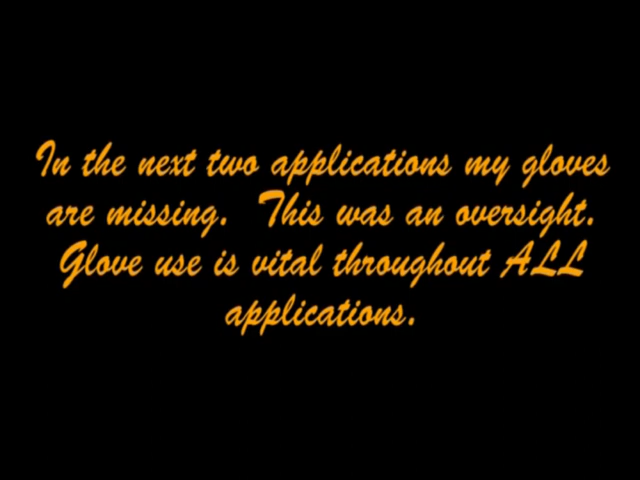 In the next two applications my gloves
are missing. This was an oversight.
Glove use is vital throughout ALL
applications.